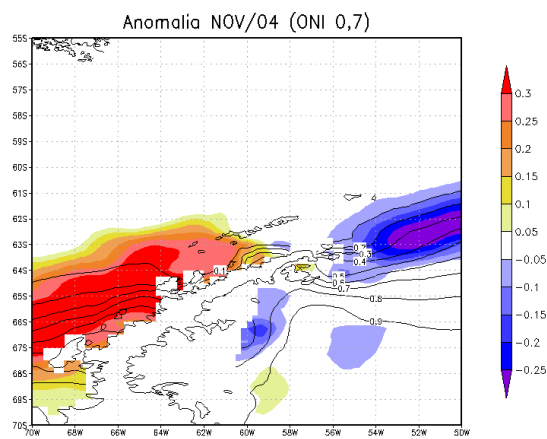 Anomalia NOV/04 (ONI 0,7)
55S
56S
57S
58S
59S
60S
61S
62S
63S
64S
65S
66S
67S
68S
69S
70S
70W 68W 66W 64W 62W 60W 58W 56W 54W 52W 50W
0.3
0.25
0.2
0.15
0.1
0.05
-0.05
-0.1
-0.15
-0.2
-0.25
0.2
0.3
0.4
0.1
0.5
0.7
0.8
0.9